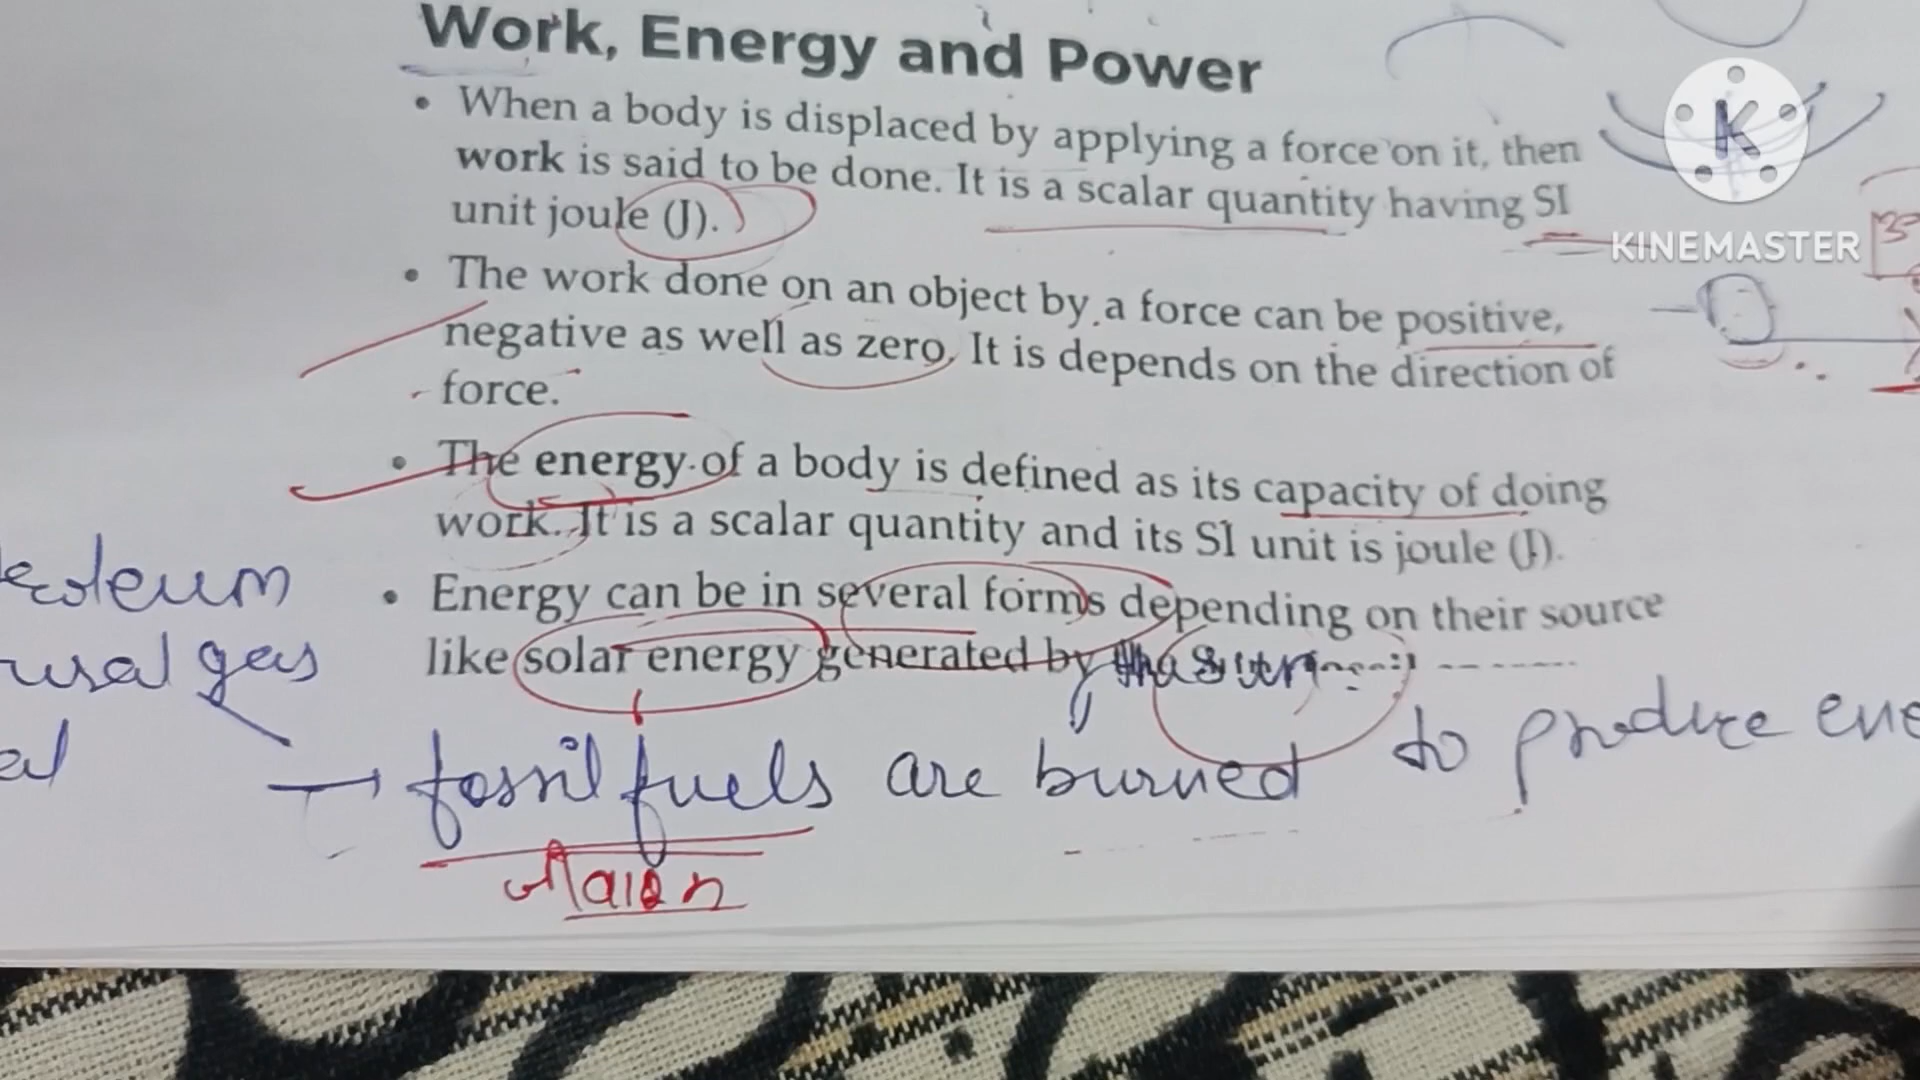 Work, Energy and Power
• When a body is displaced by applying a force on it, then
work is said to be done. It is a scalar quantity having SI
unit joule (J).
KINEMASTER
• The work done on an object by a force can be positive,
negative as well as zero. It is depends on the direction of
force.
• The energy of a body is defined as its capacity of doing
work. It is a scalar quantity and its SI unit is joule (J).
• Energy can be in several forms depending on their source
like solar energy generated by the sun
gas
→ fossil fuels are burned to produce ene